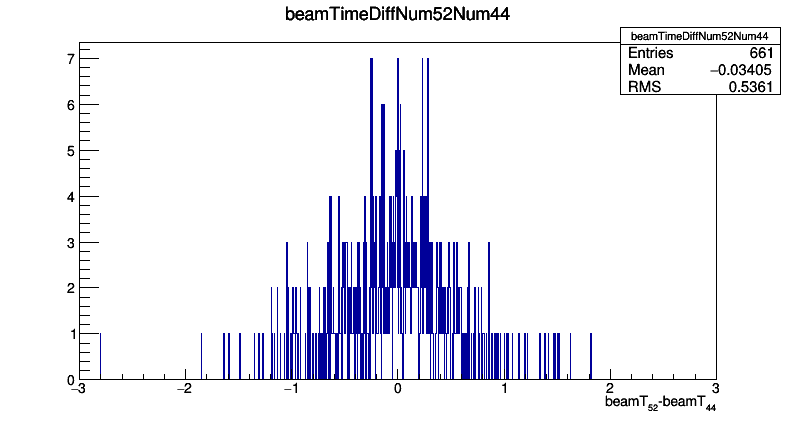 beamTimeDiffNum52Num44
beamTimeDiffNum52Num44
Entries 661
Mean −0.03405
RMS 0.5361
7
6
5
4
3
2
1
0
−3 −2 −1 0 1 2 3
beamT52-beamT44